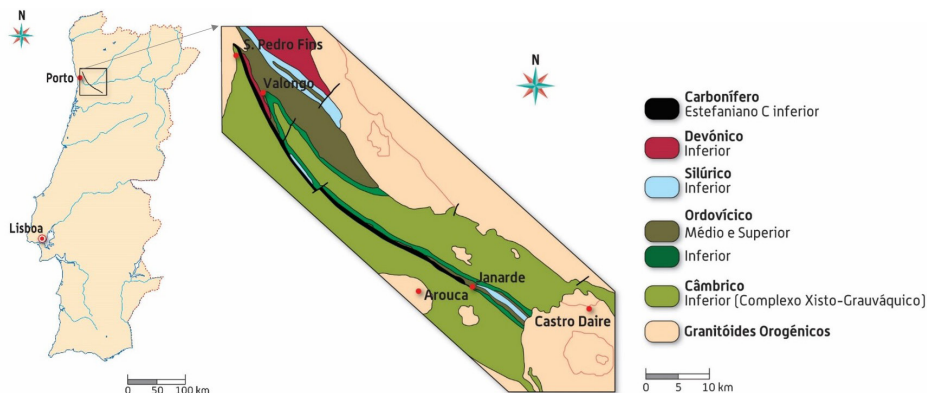 N
Porto
Lisboa
0 50 100 km
S. Pedro Fins
Valongo
N
Janarde
Arouca
Castro Daire
Carbonífero
Estefaniano C inferior
Devónico
Inferior
Silúrico
Inferior
Ordovícico
Médio e Superior
Inferior
Câmbrico
Inferior (Complexo Xisto-Grauváquico)
Granitóides Orogénicos
0 5 10 km